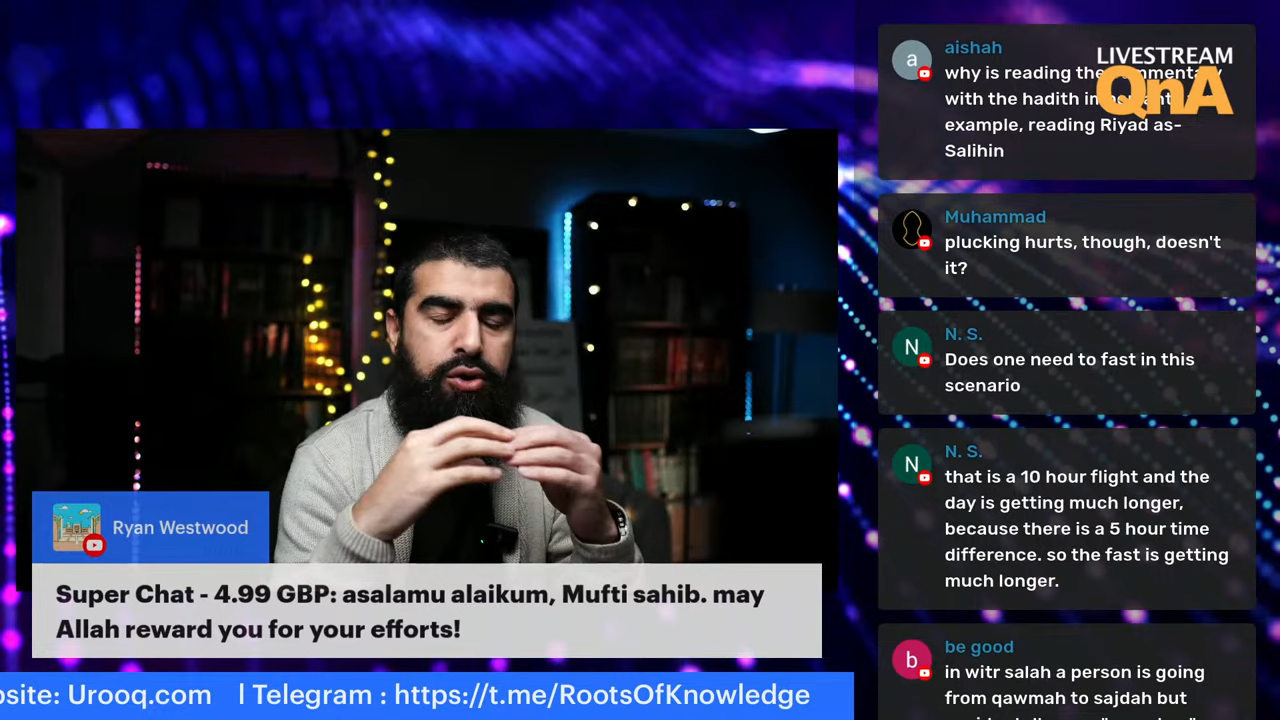 aishah
why is reading the
with the hadith
example, reading Riyad as-
Salihin
LIVESTREAM
QnA
Muhammad
plucking hurts, though, doesn't
it?
N
N. S.
Does one need to fast in this
scenario
N
N. S.
that is a 10 hour flight and the
day is getting much longer,
because there is a 5 hour time
difference. so the fast is getting
much longer.
b
be good
in witr salah a person is going
from qawmah to sajdah but
a
Ryan Westwood
Super Chat - 4.99 GBP: asalamu alaikum, Mufti sahib. may
Allah reward you for your efforts!
Urooq.com l Telegram : https://t.me/RootsOfKnowledge